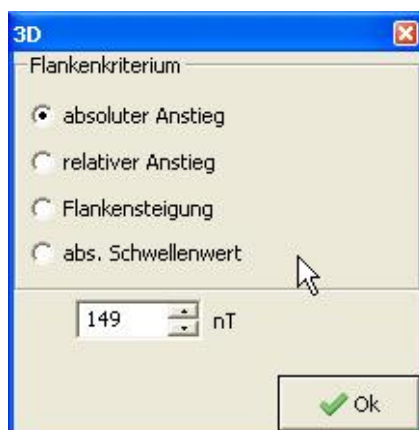 3D
Flankenkriterium
absoluter Anstieg
relativer Anstieg
Flankensteigung
abs. Schwellenwert
149 nT
Ok